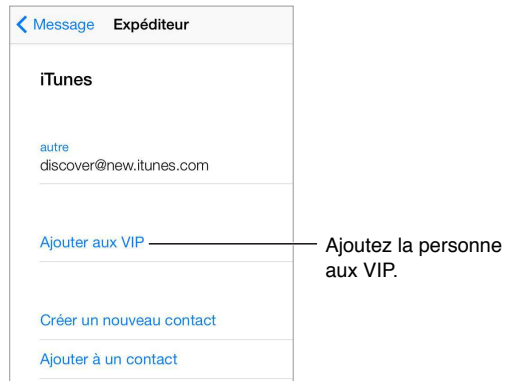 Message Expéditeur
iTunes
autre
discover@new.itunes.com
Ajouter aux VIP
Ajoutez la personne
aux VIP.
Créer un nouveau contact
Ajouter à un contact